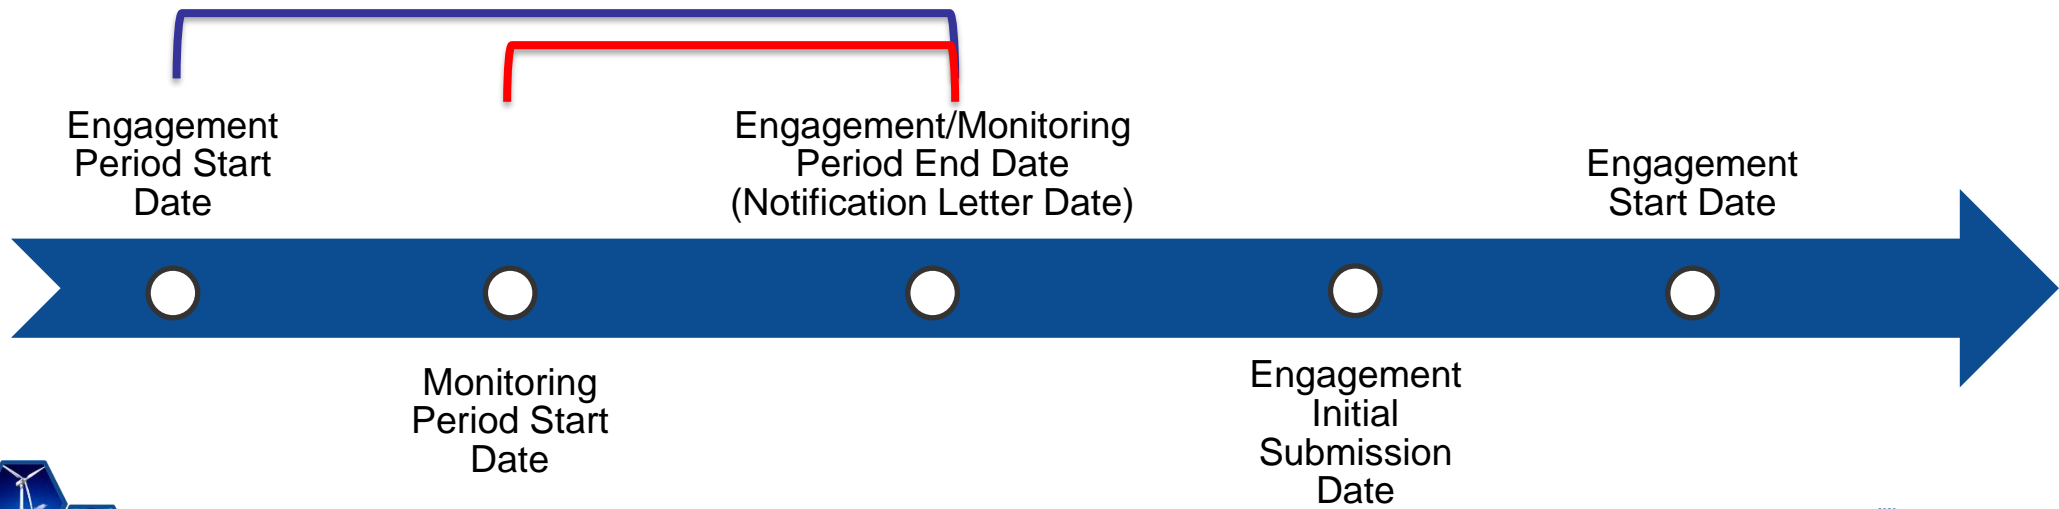 Engagement
Period Start
Date
Engagement/Monitoring
Period End Date
(Notification Letter Date)
Engagement
Start Date
Monitoring
Period Start
Date
Engagement
Initial
Submission
Date